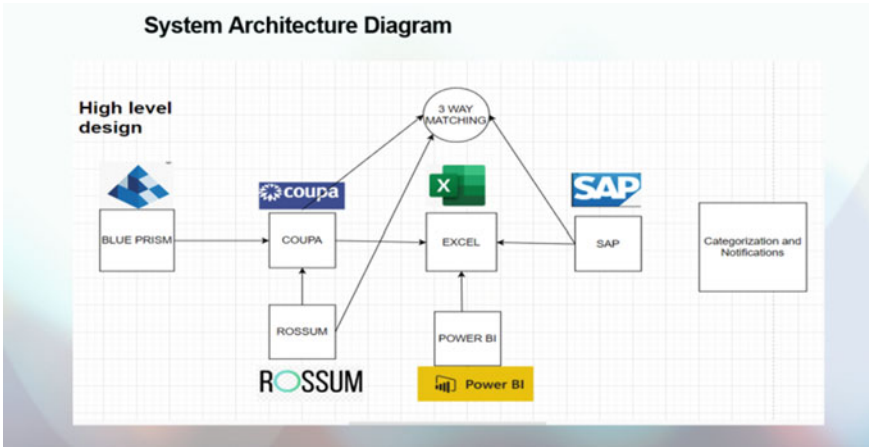 System Architecture Diagram
High level
design
3 WAY
MATCHING
coupa
X
SAP
BLUE PRISM
COUPA
EXCEL
SAP
Categorization and
Notifications
ROSSUM
POWER BI
ROSSUM
Power BI